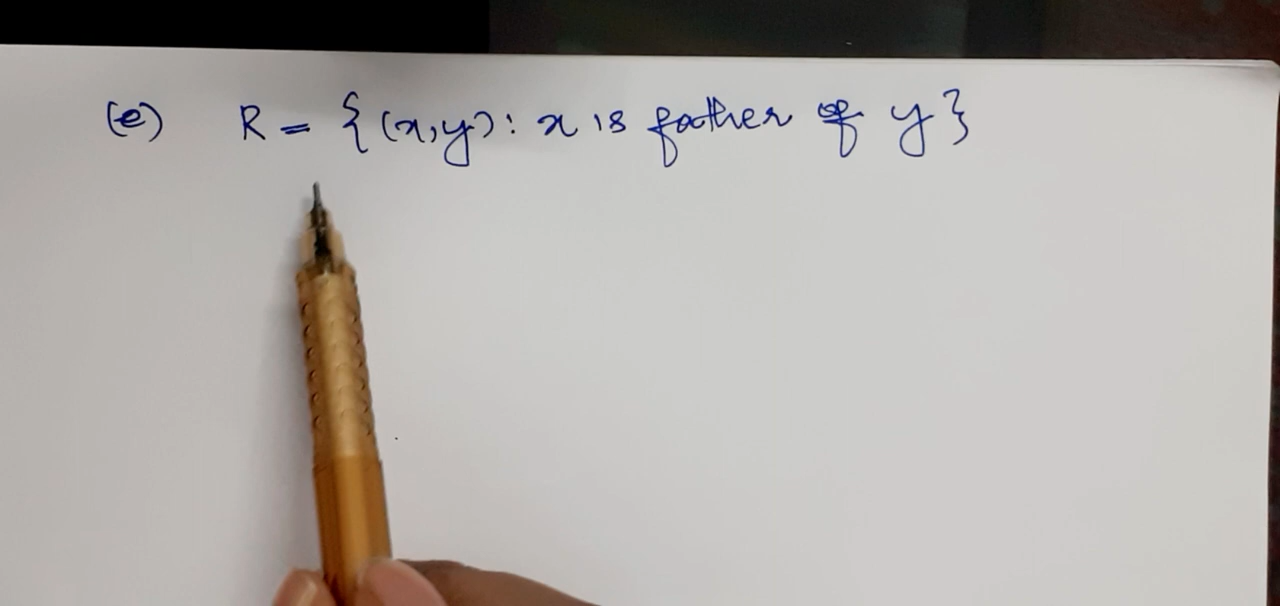 (e) R = {(x,y): x is father of y}